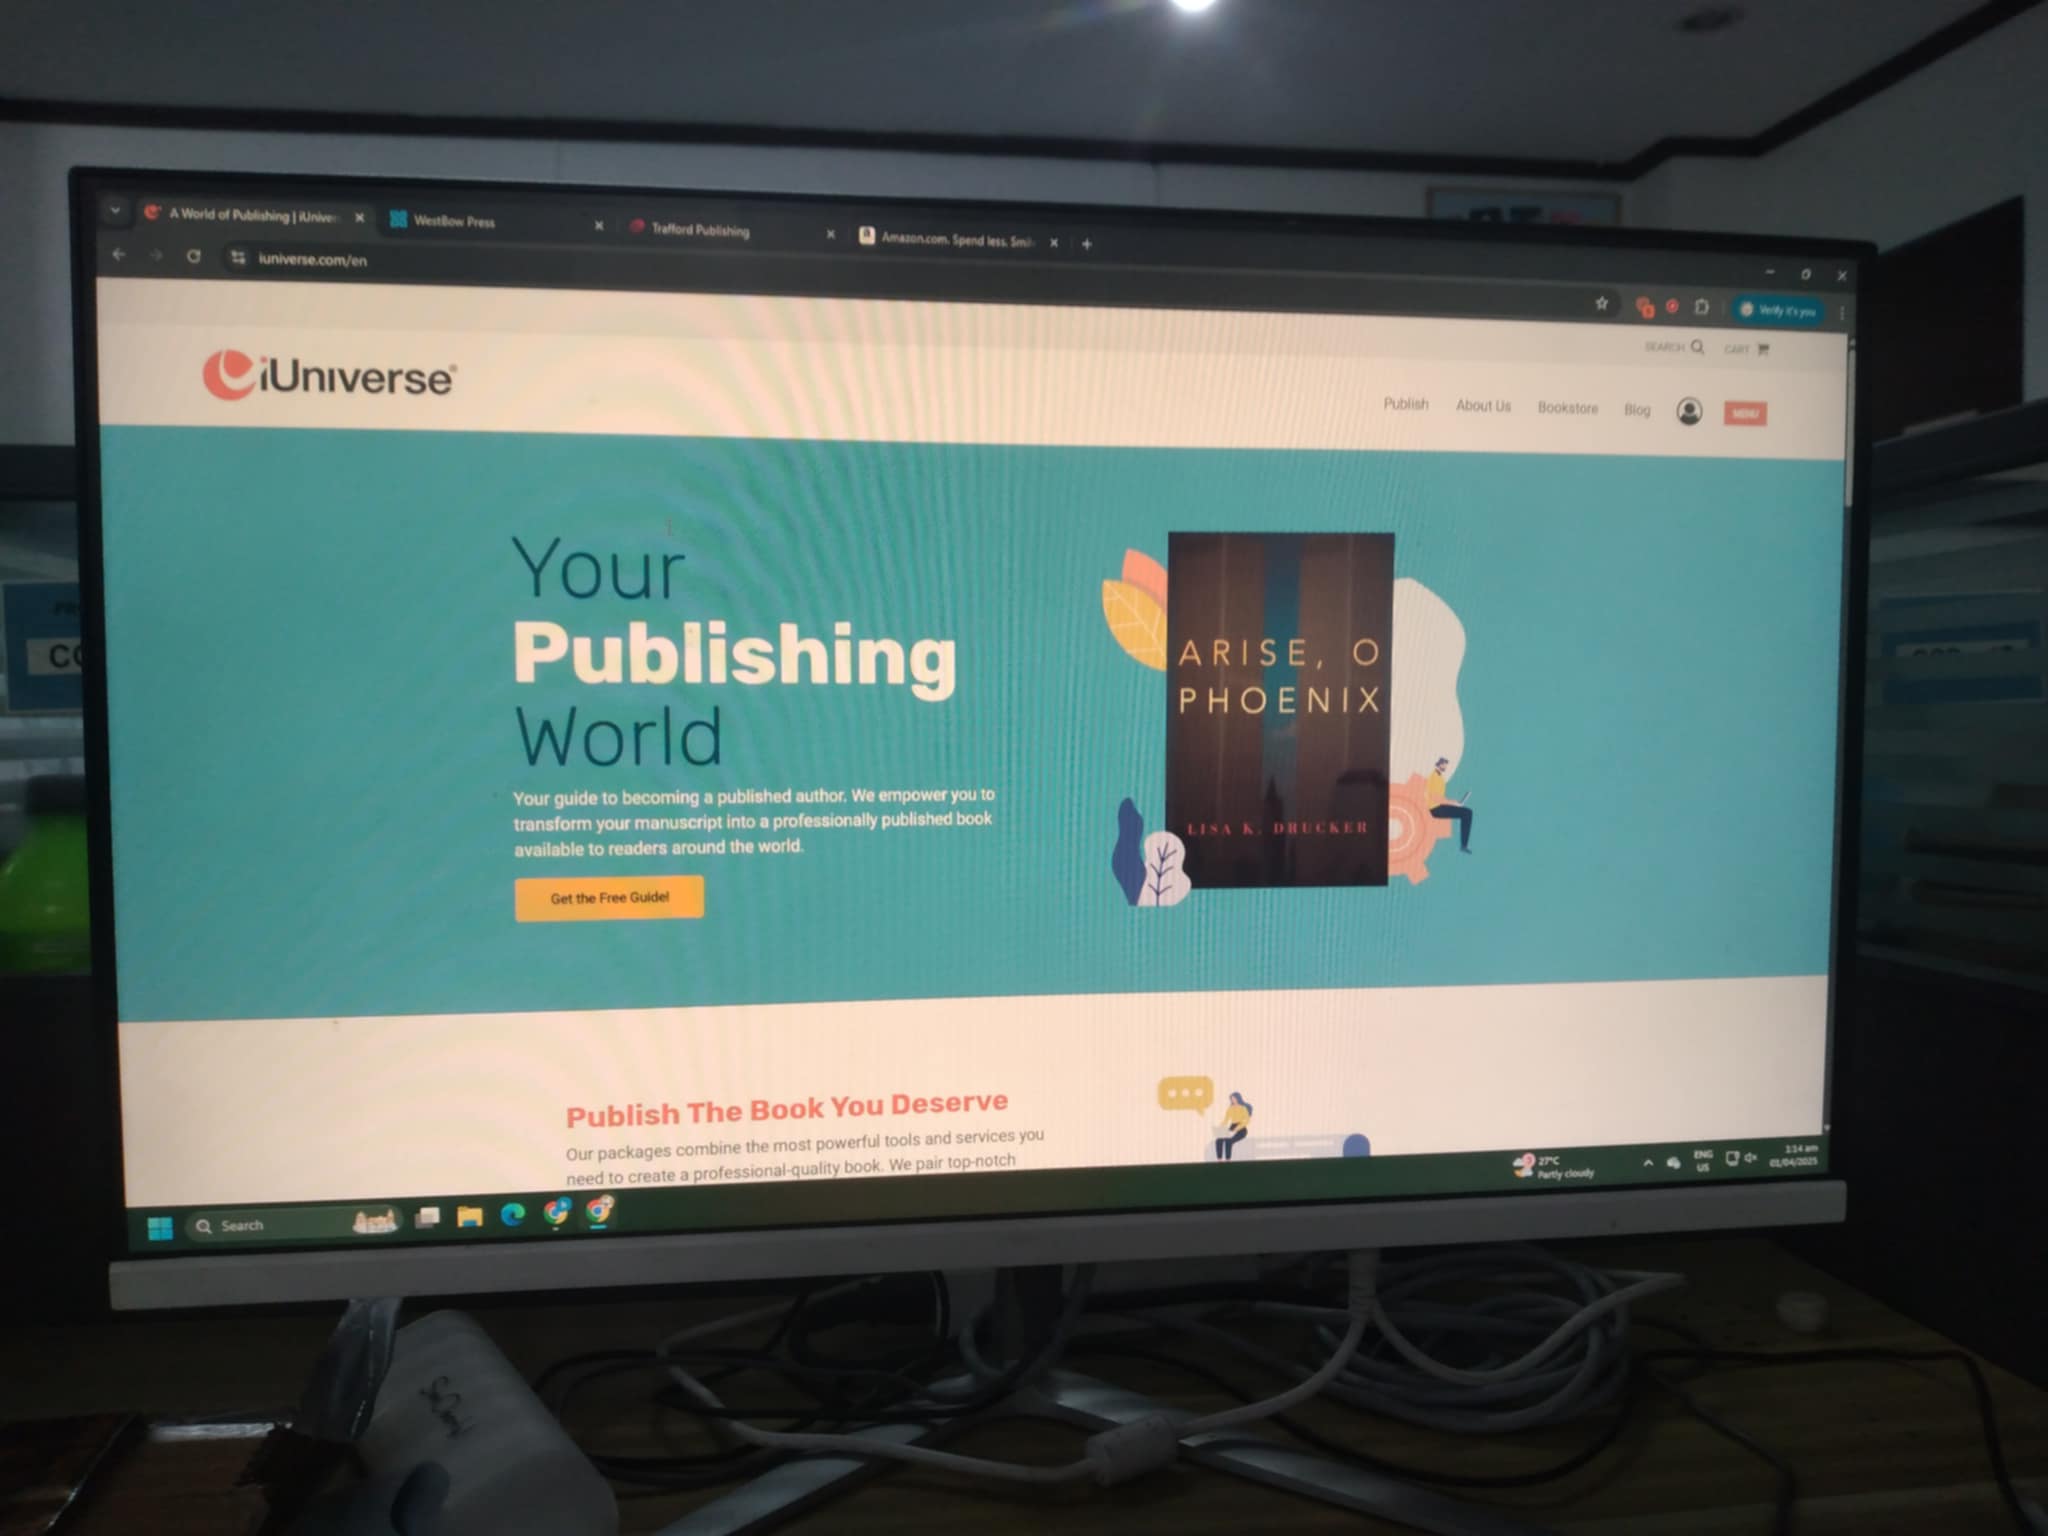 A World of Publishing | iUniver
WestBow Press
Trafford Publishing
Amazon.com. Spend less. Smil
iuniverse.com/en
Verify it's you
SEARCH
CART
iUniverse®
Publish
About Us
Bookstore
Blog
MENU
Your
Publishing
World
Your guide to becoming a published author. We empower you to
transform your manuscript into a professionally published book
available to readers around the world.
Get the Free Guide!
ARISE, O
PHOENIX
LISA K. DRUCKER
Publish The Book You Deserve
Our packages combine the most powerful tools and services you
need to create a professional-quality book. We pair top-notch
Search
27°C
Partly cloudy
ENG
US
3:14 am
03/04/2025